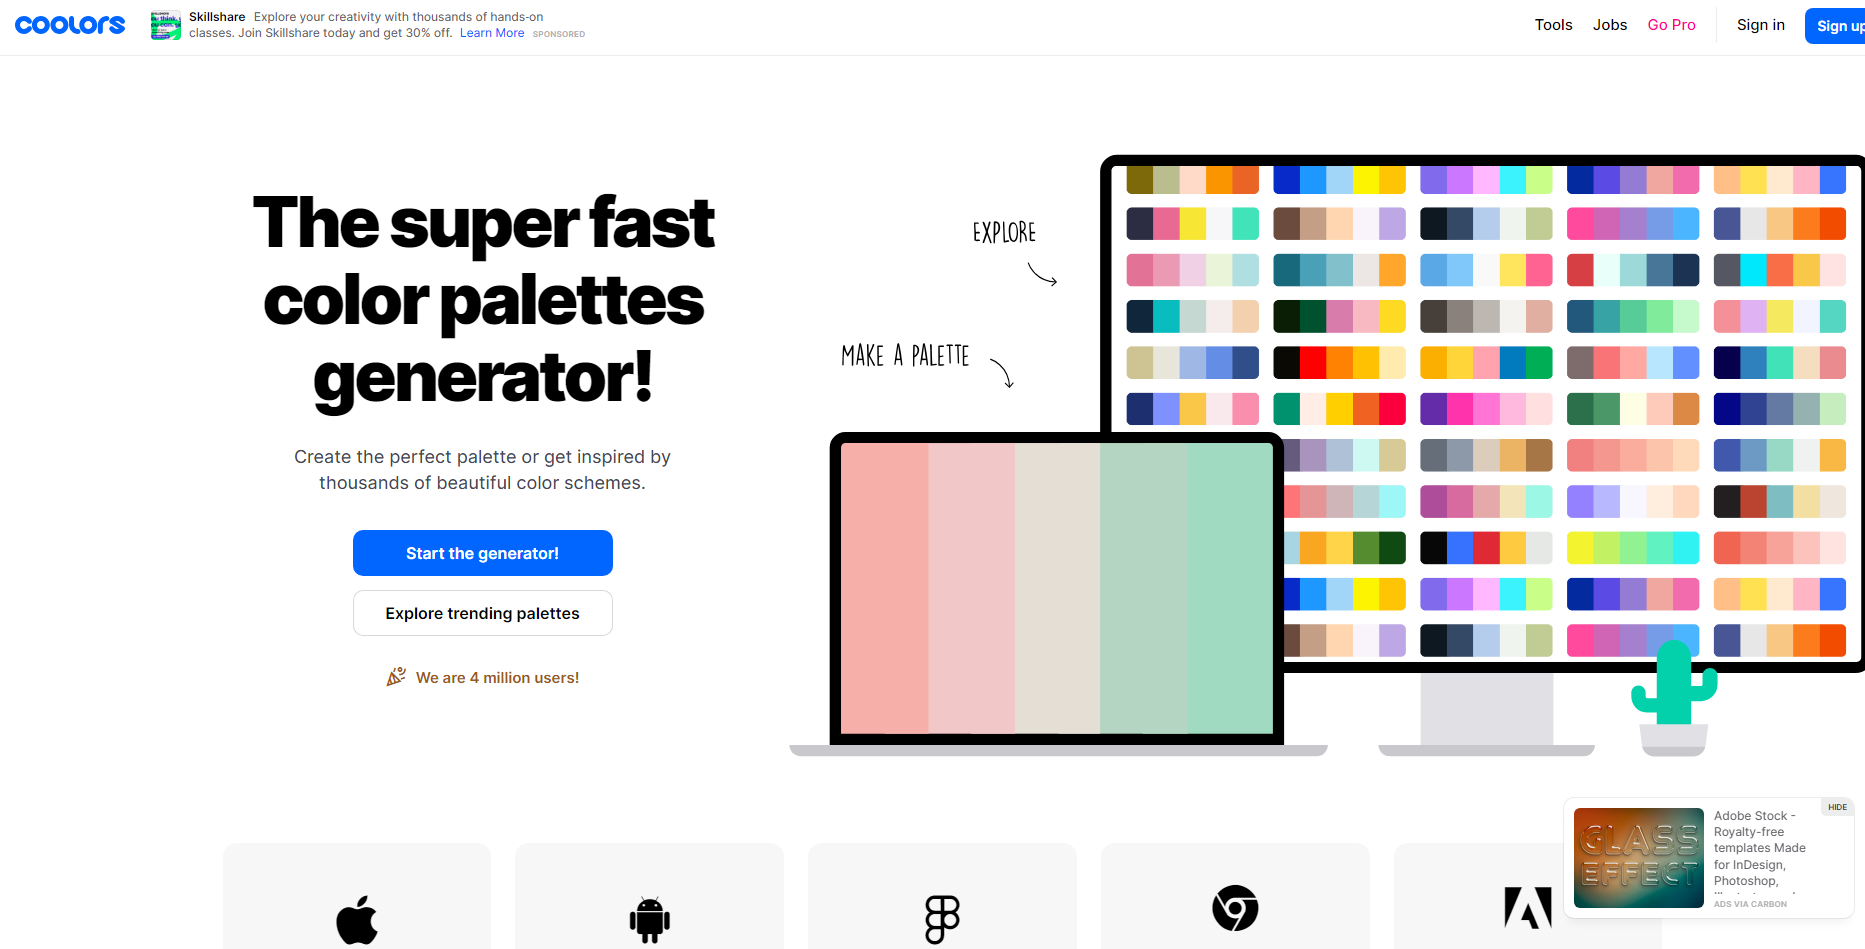 coolors
Skillshare Explore your creativity with thousands of hands-on
classes. Join Skillshare today and get 30% off. Learn More SPONSORED
Tools Jobs Go Pro Sign in Sign up
The super fast
color palettes
generator!
Create the perfect palette or get inspired by
thousands of beautiful color schemes.
Start the generator!
Explore trending palettes
We are 4 million users!
EXPLORE
MAKE A PALETTE
HIDE
GLASS
EFFECT
Adobe Stock -
Royalty-free
templates Made
for InDesign,
Photoshop,
ADS VIA CARBON